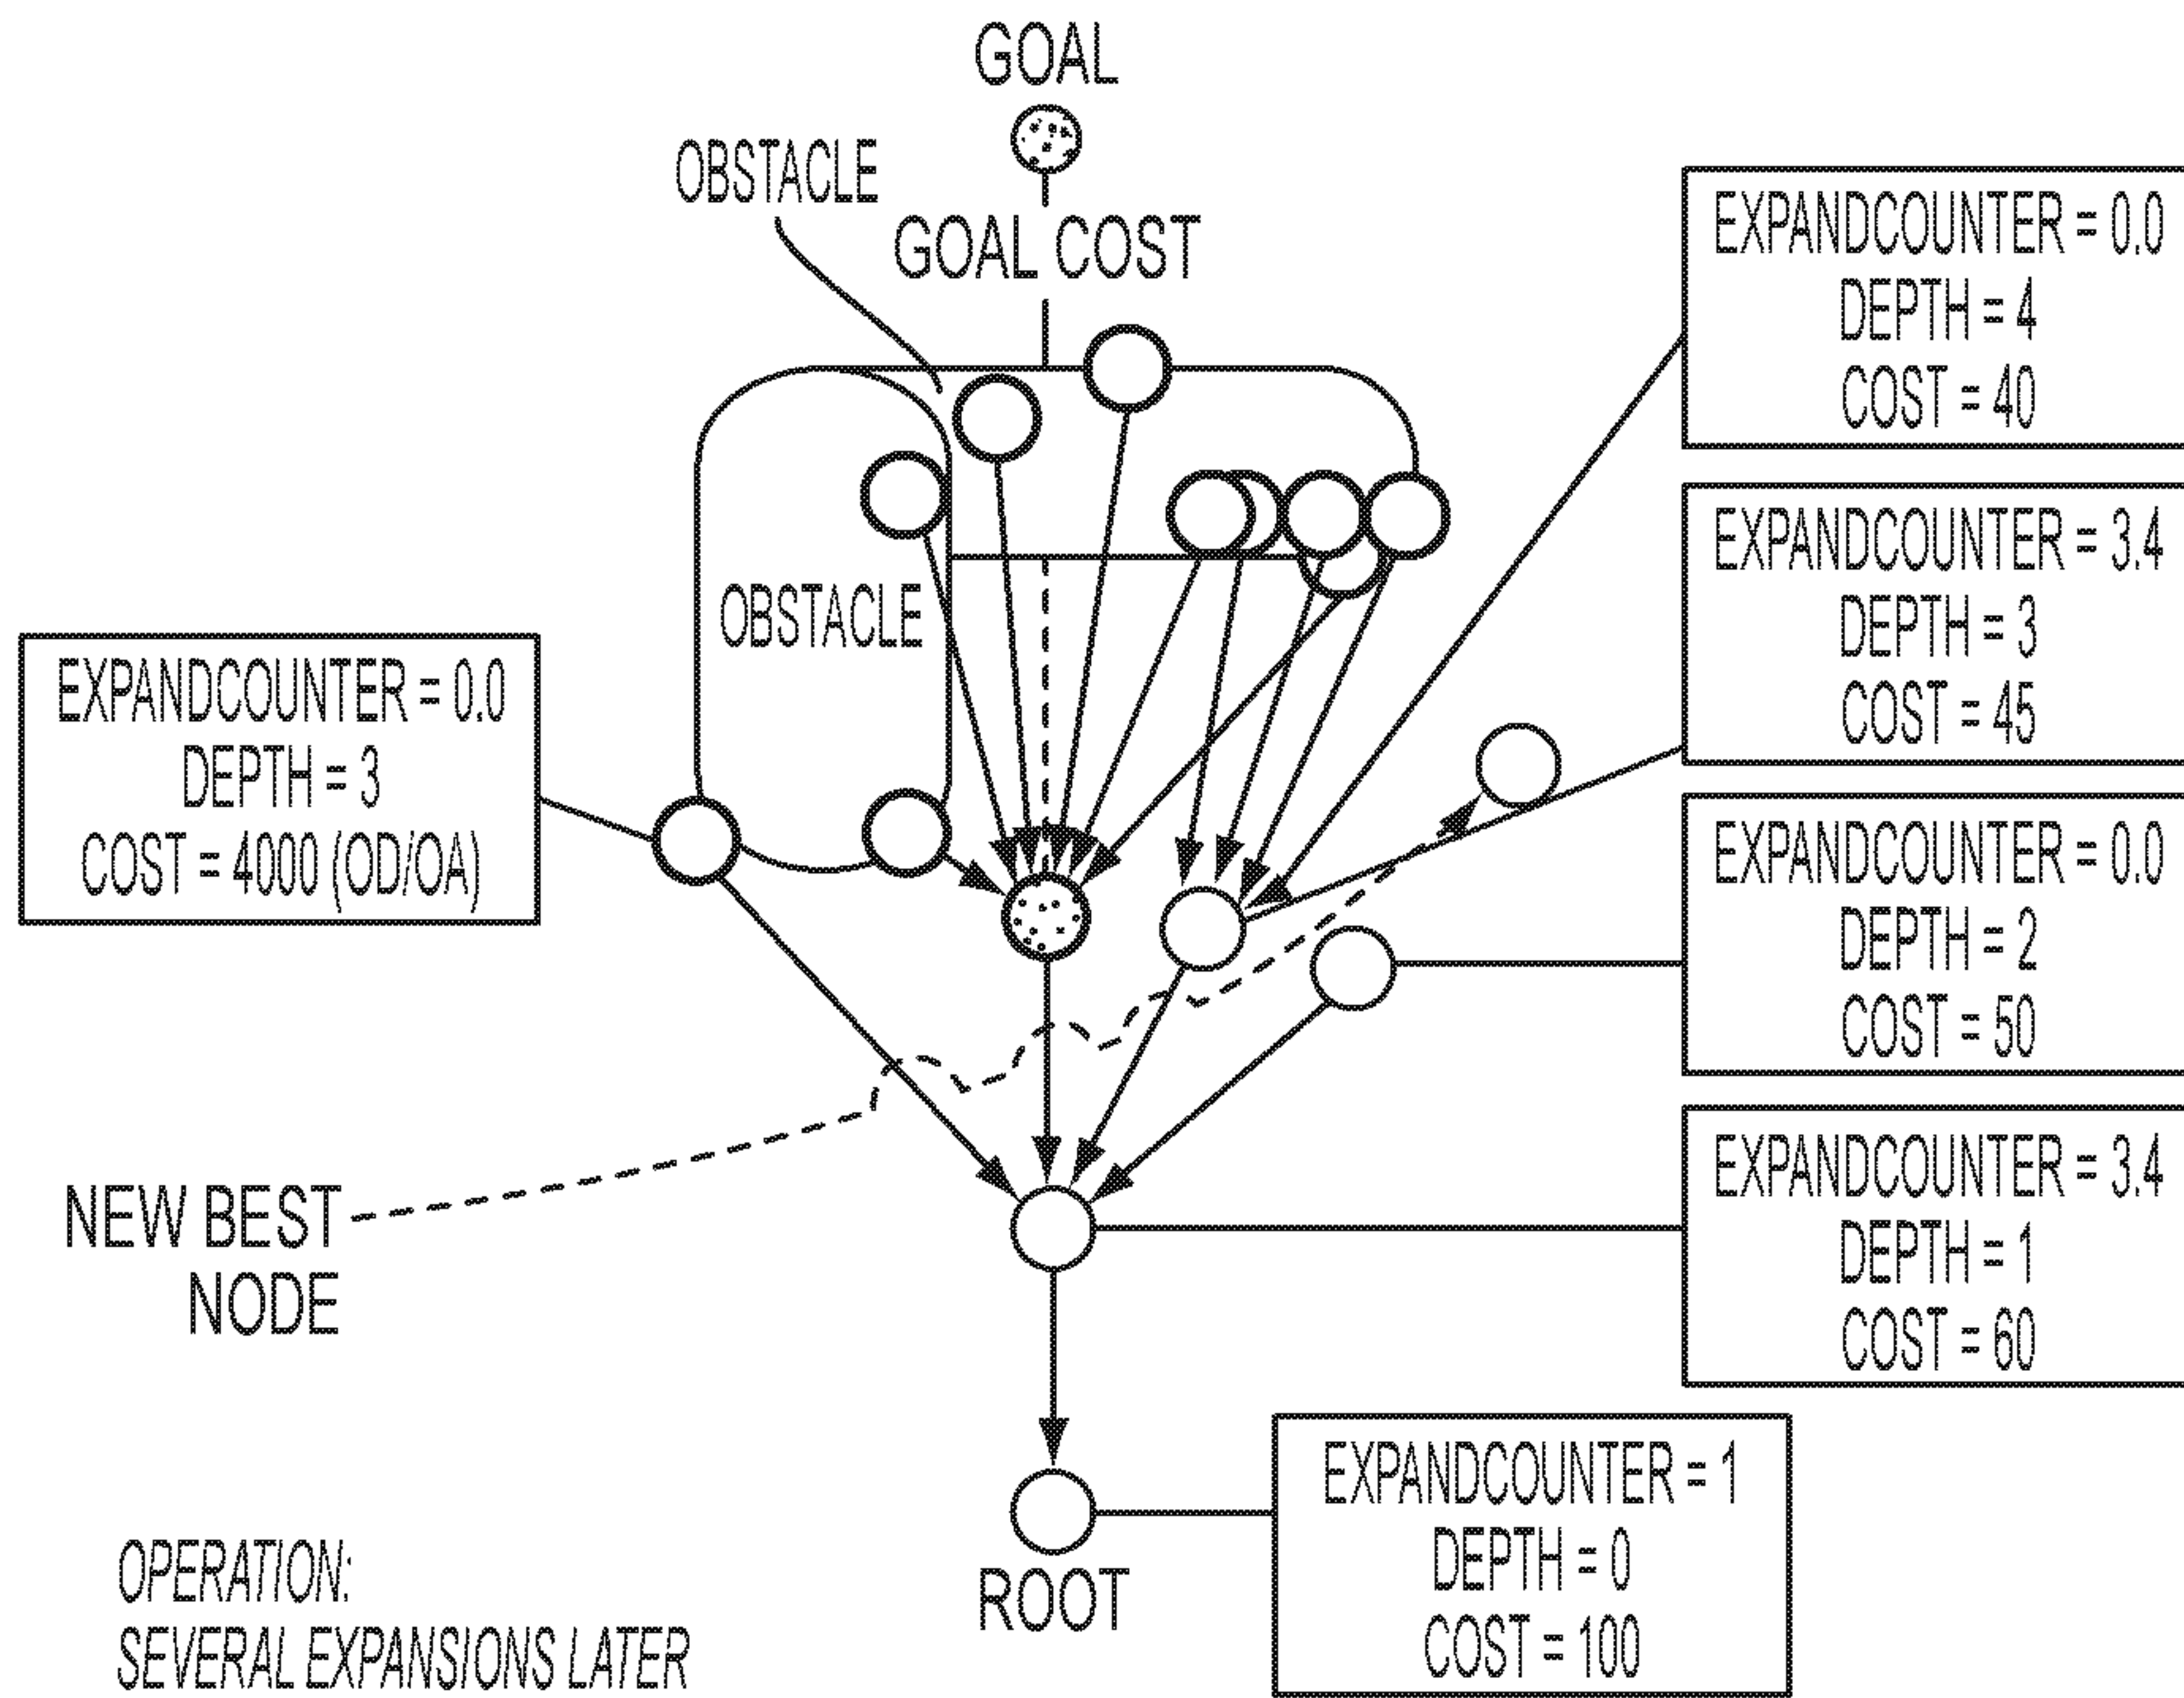 GOAL
OBSTACLE
GOAL COST
EXPANDCOUNTER = 0.0
DEPTH = 4
COST = 40
EXPANDCOUNTER = 3.4
DEPTH = 3
COST = 45
OBSTACLE
EXPANDCOUNTER = 0.0
DEPTH = 3
COST = 4000 (OD/OA)
EXPANDCOUNTER = 0.0
DEPTH = 2
COST = 50
EXPANDCOUNTER = 3.4
DEPTH = 1
COST = 60
NEW BEST
NODE
EXPANDCOUNTER = 1
DEPTH = 0
COST = 100
ROOT
OPERATION:
SEVERAL EXPANSIONS LATER